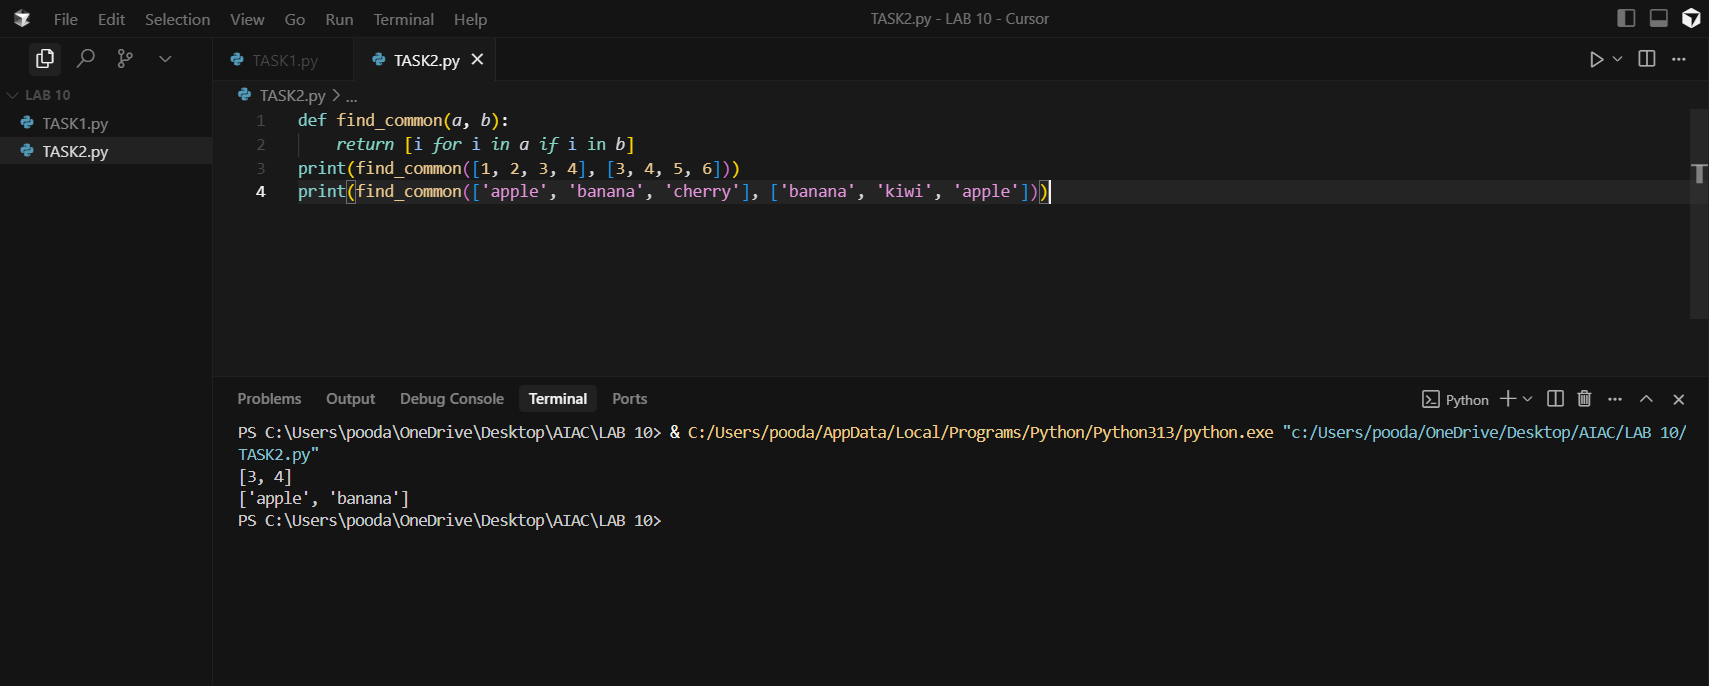 File Edit Selection View Go Run Terminal Help
TASK2.py - LAB 10 - Cursor
TASK1.py
TASK2.py
LAB 10
TASK1.py
TASK2.py
TASK2.py > ...
1 def find_common(a, b):
2     return [i for i in a if i in b]
3 print(find_common([1, 2, 3, 4], [3, 4, 5, 6]))
4 print(find_common(['apple', 'banana', 'cherry'], ['banana', 'kiwi', 'apple']))
Problems Output Debug Console Terminal Ports
Python
PS C:\Users\pooda\OneDrive\Desktop\AIAC\LAB 10> & C:/Users/pooda/AppData/Local/Programs/Python/Python313/python.exe "c:/Users/pooda/OneDrive/Desktop/AIAC/LAB 10/
TASK2.py"
[3, 4]
['apple', 'banana']
PS C:\Users\pooda\OneDrive\Desktop\AIAC\LAB 10>